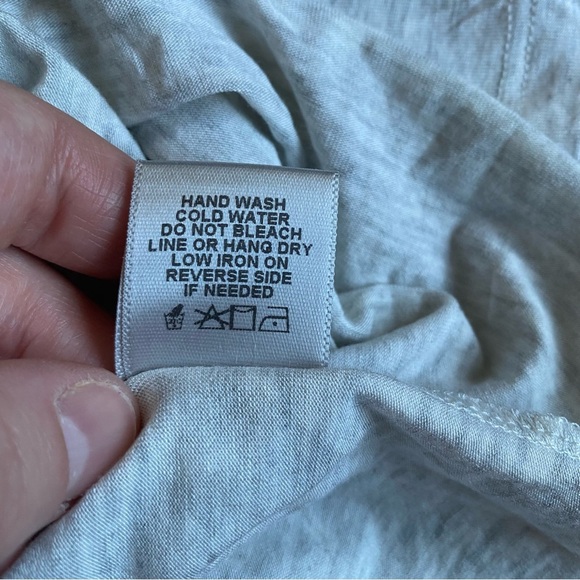 HAND WASH
COLD WATER
DO NOT BLEACH
LINE OR HANG DRY
LOW IRON ON
REVERSE SIDE
IF NEEDED